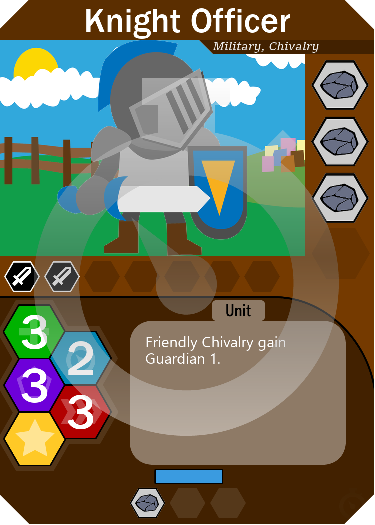 Knight Officer
Military, Chivalry
Unit
3
2
3
3
Friendly Chivalry gain
Guardian 1.